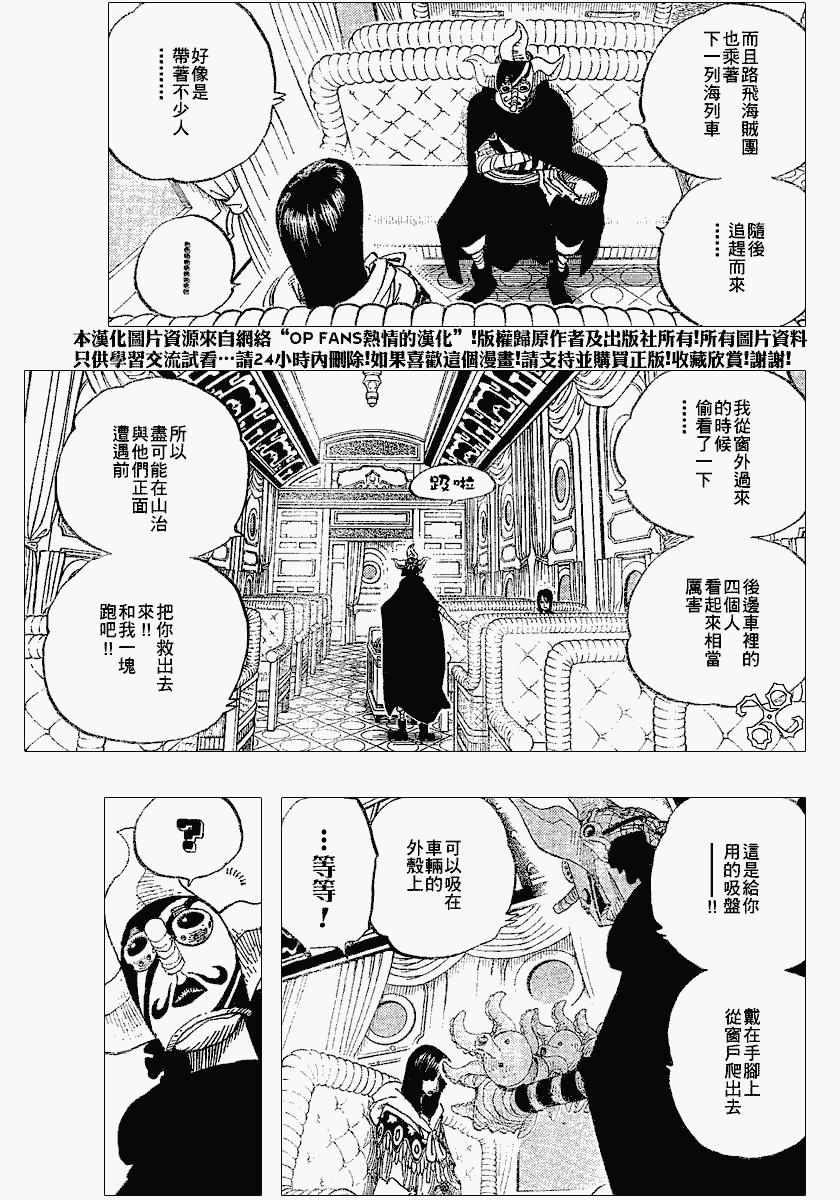 而且路飛海賊團
也乘著
下一列海列車
隨後
追趕而來
……
好像是
帶著不少人
………
………
本漢化圖片資源來自網絡“OP FANS熱情的漢化”!版權歸原作者及出版社所有!所有圖片資料
只供學習交流試看…請24小時內刪除!如果喜歡這個漫畫!請支持並購買正版!收藏欣賞!謝謝!
我從窗外過來
的時候
偷看了一下
……
後邊車裡的
四個人
看起來相當
厲害
所以
盡可能在山治
與他們正面
遭遇前
把你救出去
來!!
和我一塊
跑吧!!
這是給你
用的吸盤
——!!
戴在手腳上
從窗戶爬出去
可以吸在
車輛的
外殼上
…等等!
?